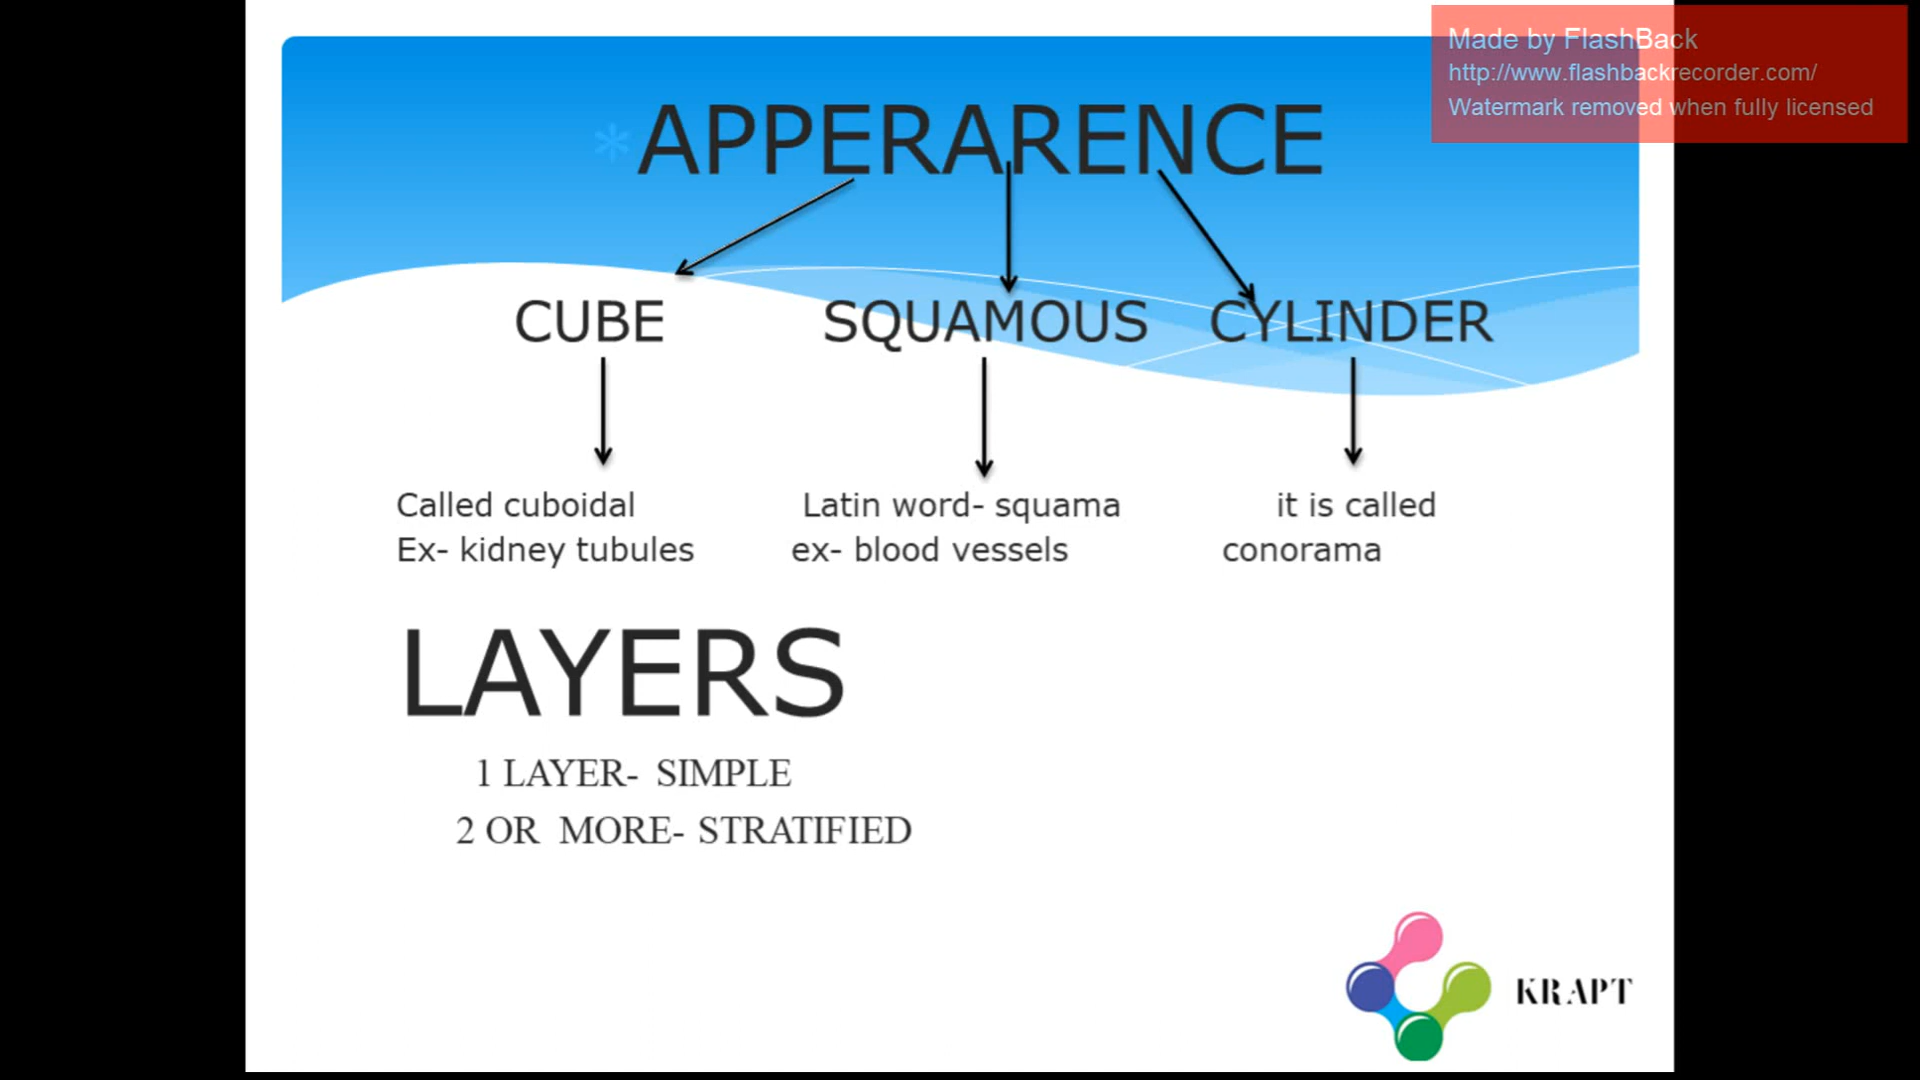 Made by FlashBack
http://www.flashbackrecorder.com/
Watermark removed when fully licensed
*APPERARENCE
CUBE SQUAMOUS CYLINDER
Called cuboidal Latin word- squama it is called
Ex- kidney tubules ex- blood vessels conorama
LAYERS
1 LAYER- SIMPLE
2 OR MORE- STRATIFIED
KRAPT